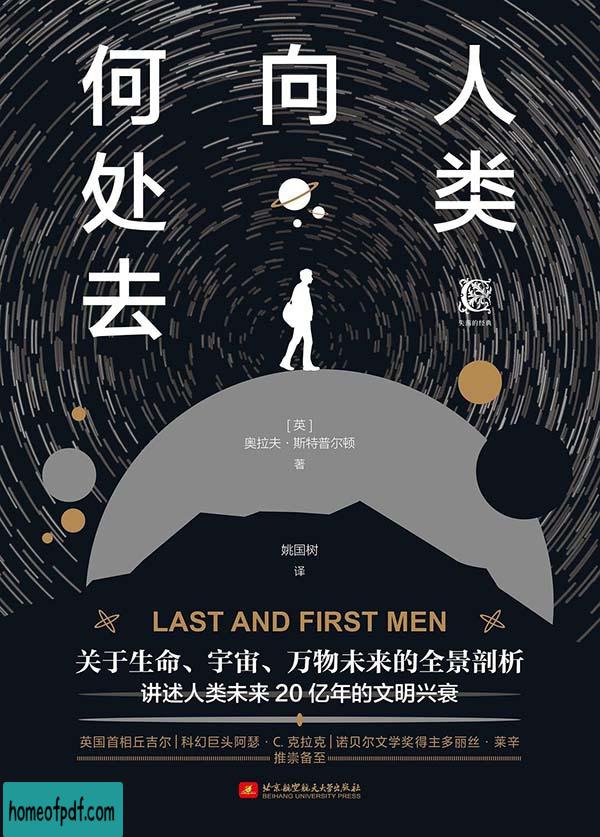 人类
向
何处去
失落的经典
[英]
奥拉夫·斯特普尔顿
著
姚国树
译
LAST AND FIRST MEN
关于生命、宇宙、万物未来的全景剖析
讲述人类未来 20 亿年的文明兴衰
英国首相丘吉尔|科幻巨头阿瑟·C. 克拉克|诺贝尔文学奖得主多丽丝·莱辛
推崇备至
北京航空航天大学出版社
BEIHANG UNIVERSITY PRESS
homeofpdf.com